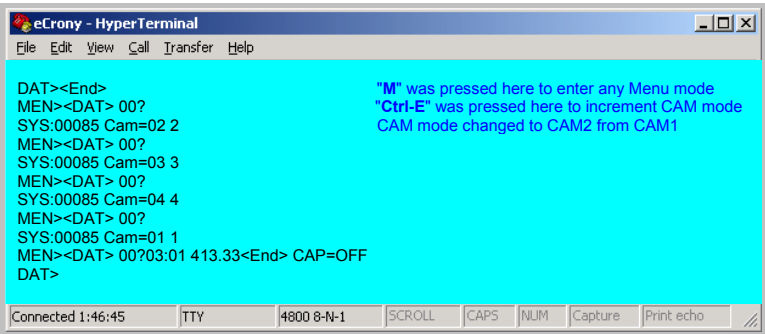 eCrony - HyperTerminal
File Edit View Call Transfer Help
DAT><End> "M" was pressed here to enter any Menu mode
MEN><DAT> 00? "Ctrl-E" was pressed here to increment CAM mode
SYS:00085 Cam=02 2 CAM mode changed to CAM2 from CAM1
MEN><DAT> 00?
SYS:00085 Cam=03 3
MEN><DAT> 00?
SYS:00085 Cam=04 4
MEN><DAT> 00?
SYS:00085 Cam=01 1
MEN><DAT> 00?03:01 413.33<End> CAP=OFF
DAT>
Connected 1:46:45 TTY 4800 8-N-1 SCROLL CAPS NUM Capture Print echo